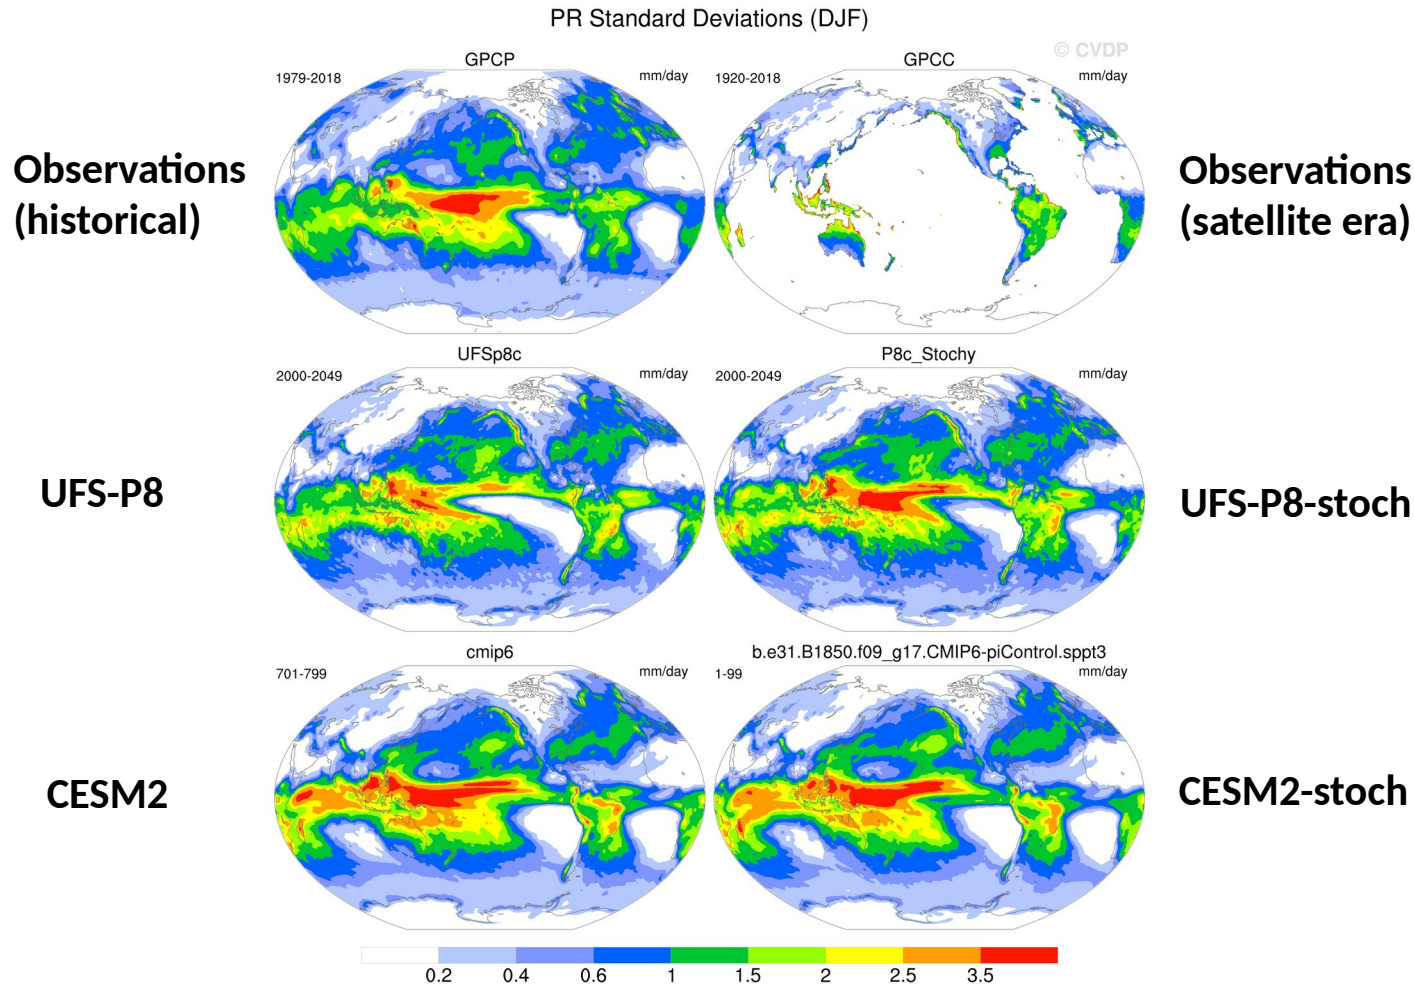 PR Standard Deviations (DJF)
© CVDP
GPCP
GPCC
1979-2018
mm/day
1920-2018
mm/day
Observations
(historical)
Observations
(satellite era)
UFSp8c
P8c_Stochy
2000-2049
mm/day
2000-2049
mm/day
UFS-P8
UFS-P8-stoch
cmip6
b.e31.B1850.f09_g17.CMIP6-piControl.sppt3
701-799
mm/day
1-99
mm/day
CESM2
CESM2-stoch
0.2 0.4 0.6 1 1.5 2 2.5 3.5